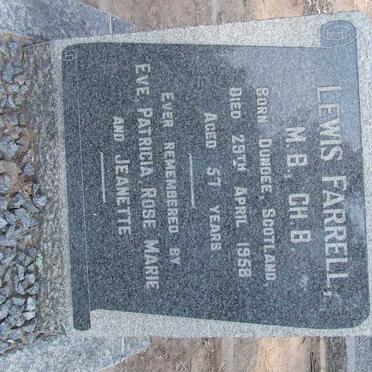 LEWIS FARRELL,
M.B., CH.B
BORN DUNDEE, SCOTLAND
DIED 29TH APRIL 1958
AGED 57 YEARS
EVER REMEMBERED BY
EVE, PATRICIA, ROSE MARIE
AND JEANETTE